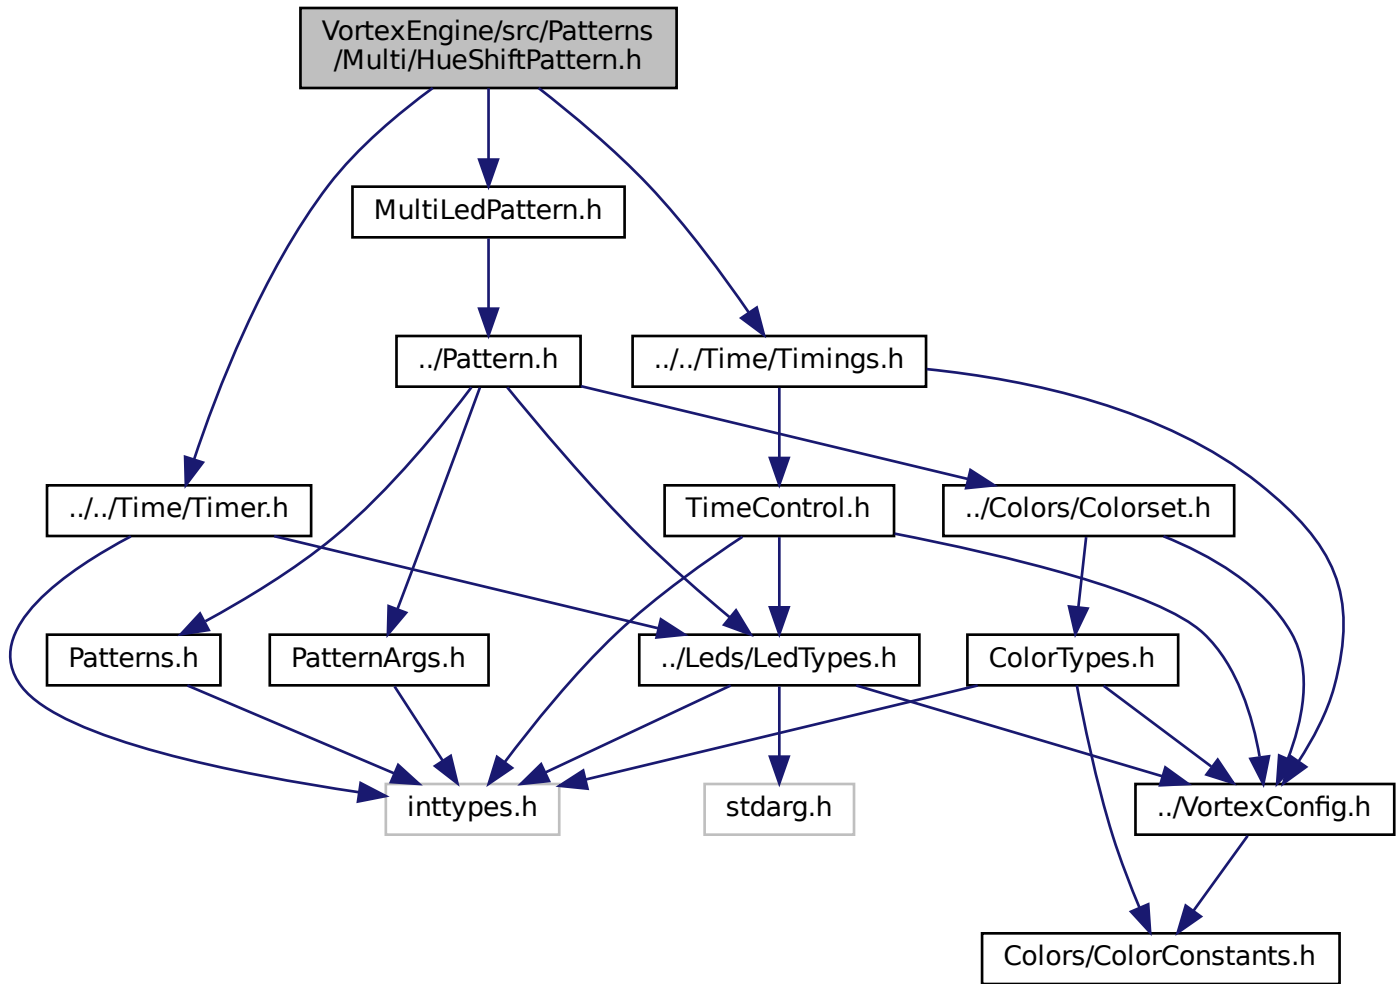 VortexEngine/src/Patterns
/Multi/HueShiftPattern.h
MultiLedPattern.h
../Pattern.h
../../Time/Timings.h
../../Time/Timer.h
TimeControl.h
../Colors/Colorset.h
Patterns.h
PatternArgs.h
../Leds/LedTypes.h
ColorTypes.h
inttypes.h
stdarg.h
../VortexConfig.h
Colors/ColorConstants.h